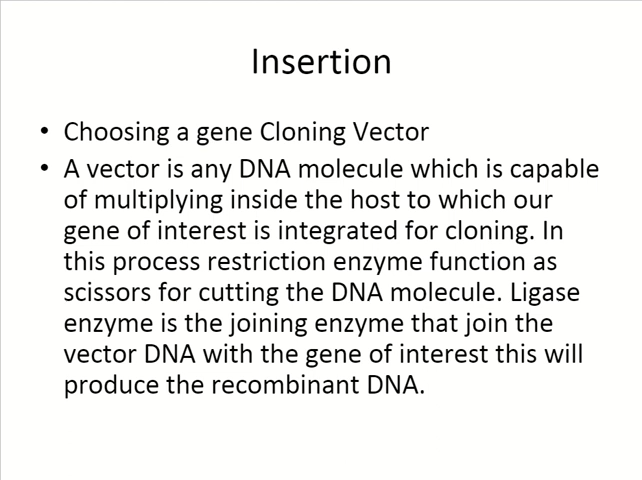 Insertion
• Choosing a gene Cloning Vector
• A vector is any DNA molecule which is capable
of multiplying inside the host to which our
gene of interest is integrated for cloning. In
this process restriction enzyme function as
scissors for cutting the DNA molecule. Ligase
enzyme is the joining enzyme that join the
vector DNA with the gene of interest this will
produce the recombinant DNA.